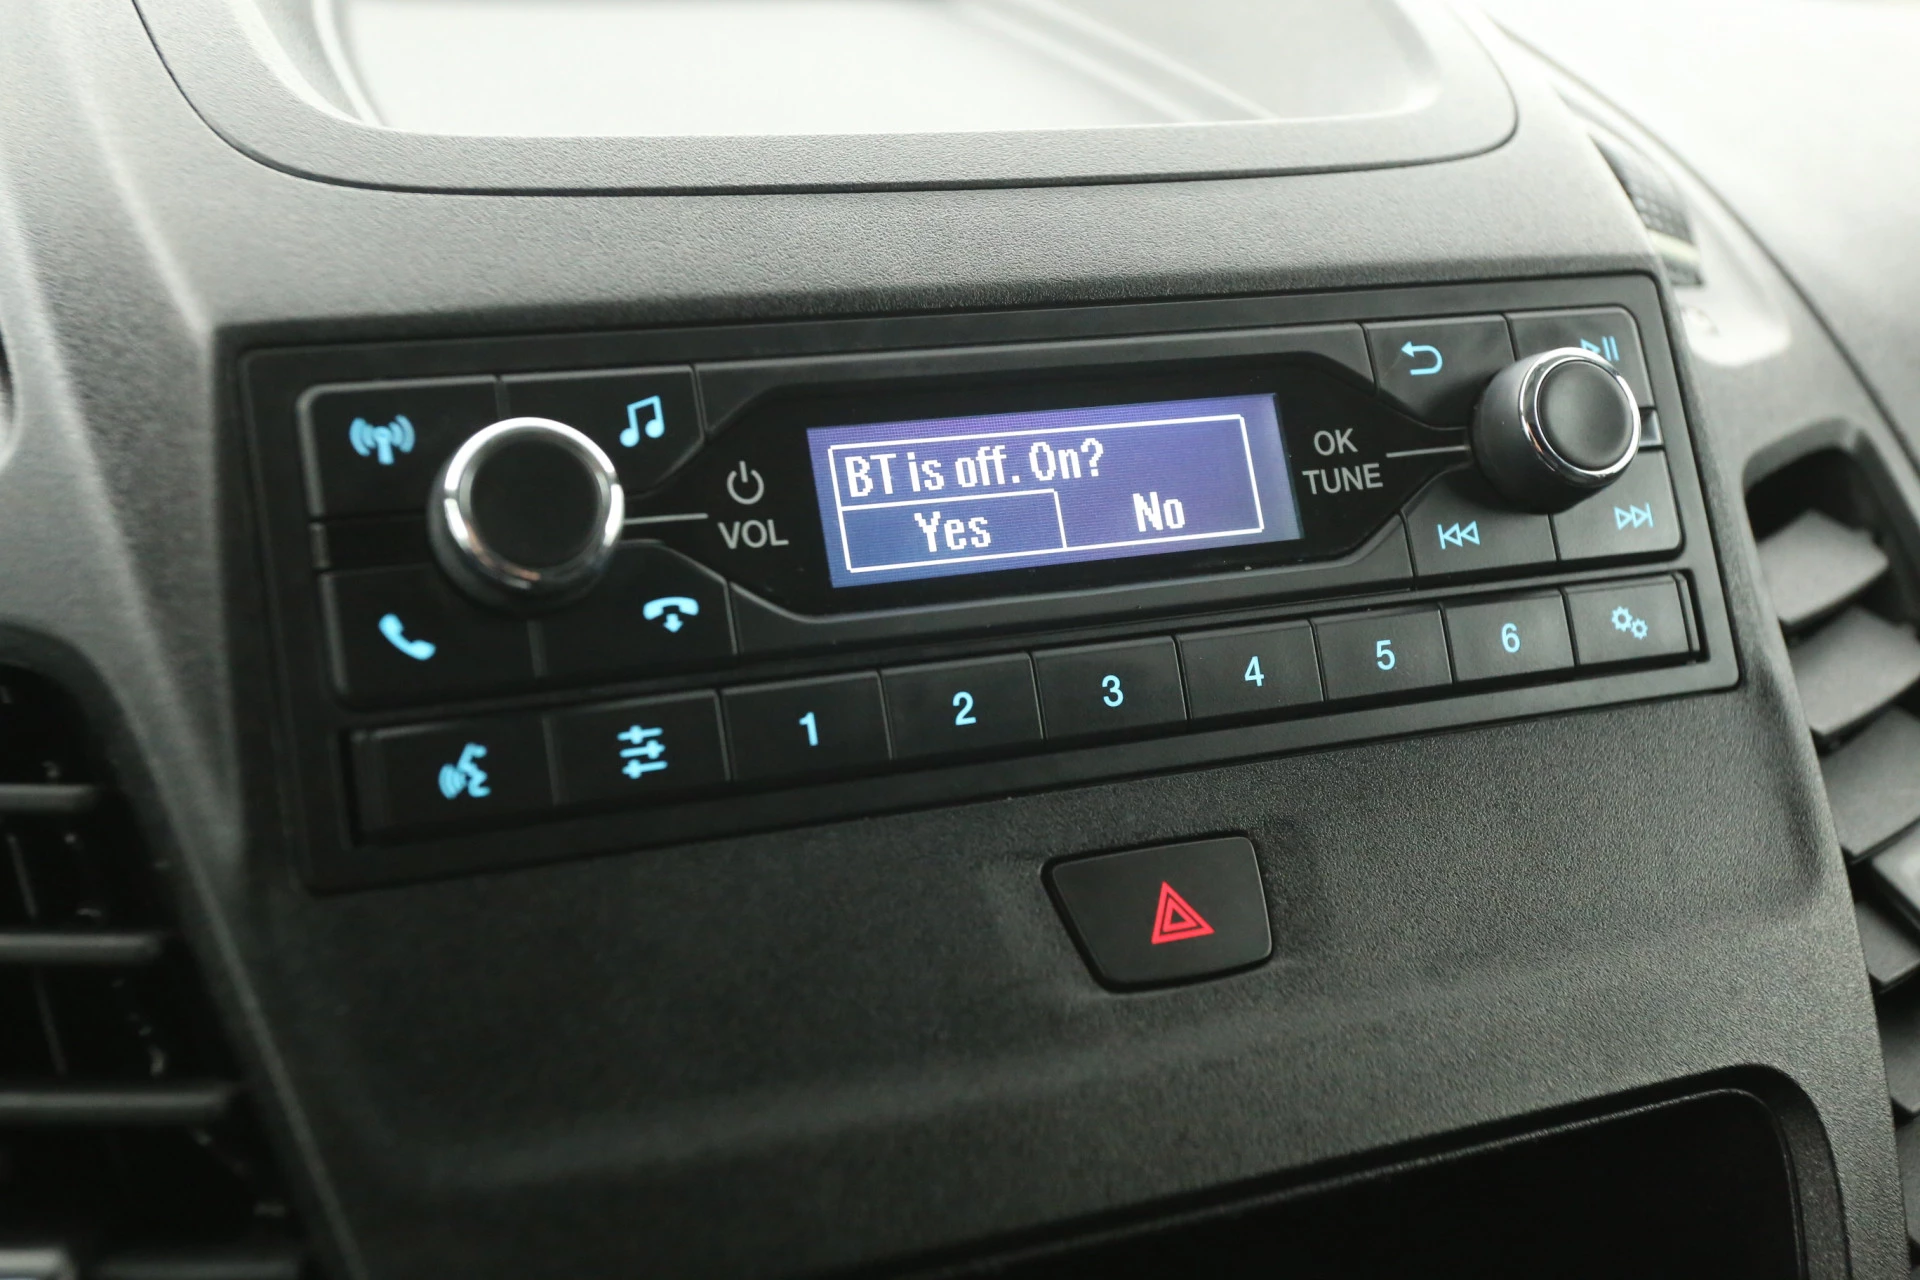 BT is off. On?
Yes No
VOL
OK
TUNE
1 2 3 4 5 6